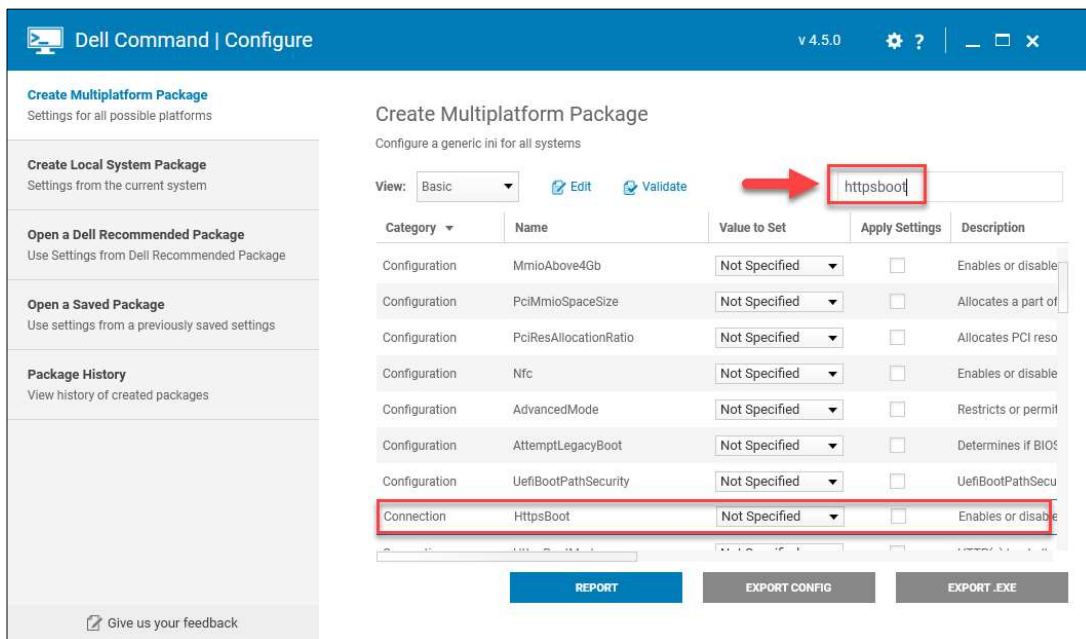 Dell Command | Configure
v 4.5.0
?
Create Multiplatform Package
Settings for all possible platforms
Create Local System Package
Settings from the current system
Open a Dell Recommended Package
Use Settings from Dell Recommended Package
Open a Saved Package
Use settings from a previously saved settings
Package History
View history of created packages
Give us your feedback
Create Multiplatform Package
Configure a generic ini for all systems
View: Basic Edit Validate httpsboot
Category Name Value to Set Apply Settings Description
Configuration MmioAbove4Gb Not Specified Enables or disable
Configuration PciMmioSpaceSize Not Specified Allocates a part of
Configuration PciResAllocationRatio Not Specified Allocates PCI reso
Configuration Nfc Not Specified Enables or disable
Configuration AdvancedMode Not Specified Restricts or permit
Configuration AttemptLegacyBoot Not Specified Determines if BIOS
Configuration UefiBootPathSecurity Not Specified UefiBootPathSecu
Connection HttpsBoot Not Specified Enables or disable
REPORT EXPORT CONFIG EXPORT .EXE